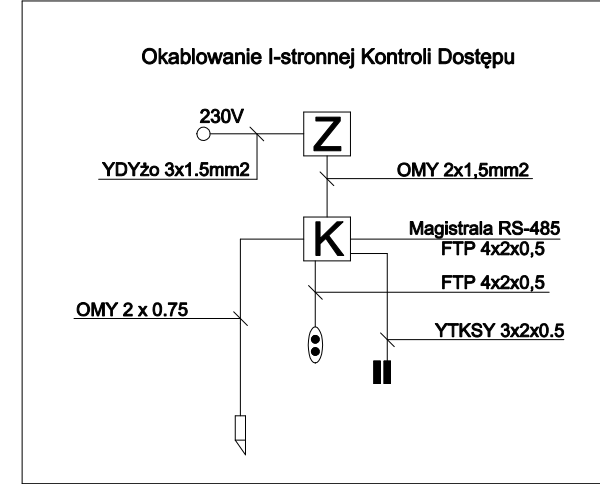 Okablowanie I-stronnej Kontroli Dostępu
230V
Z
YDYżo 3x1.5mm2
OMY 2x1,5mm2
K
Magistrala RS-485
FTP 4x2x0,5
FTP 4x2x0,5
OMY 2 x 0.75
YTKSY 3x2x0.5